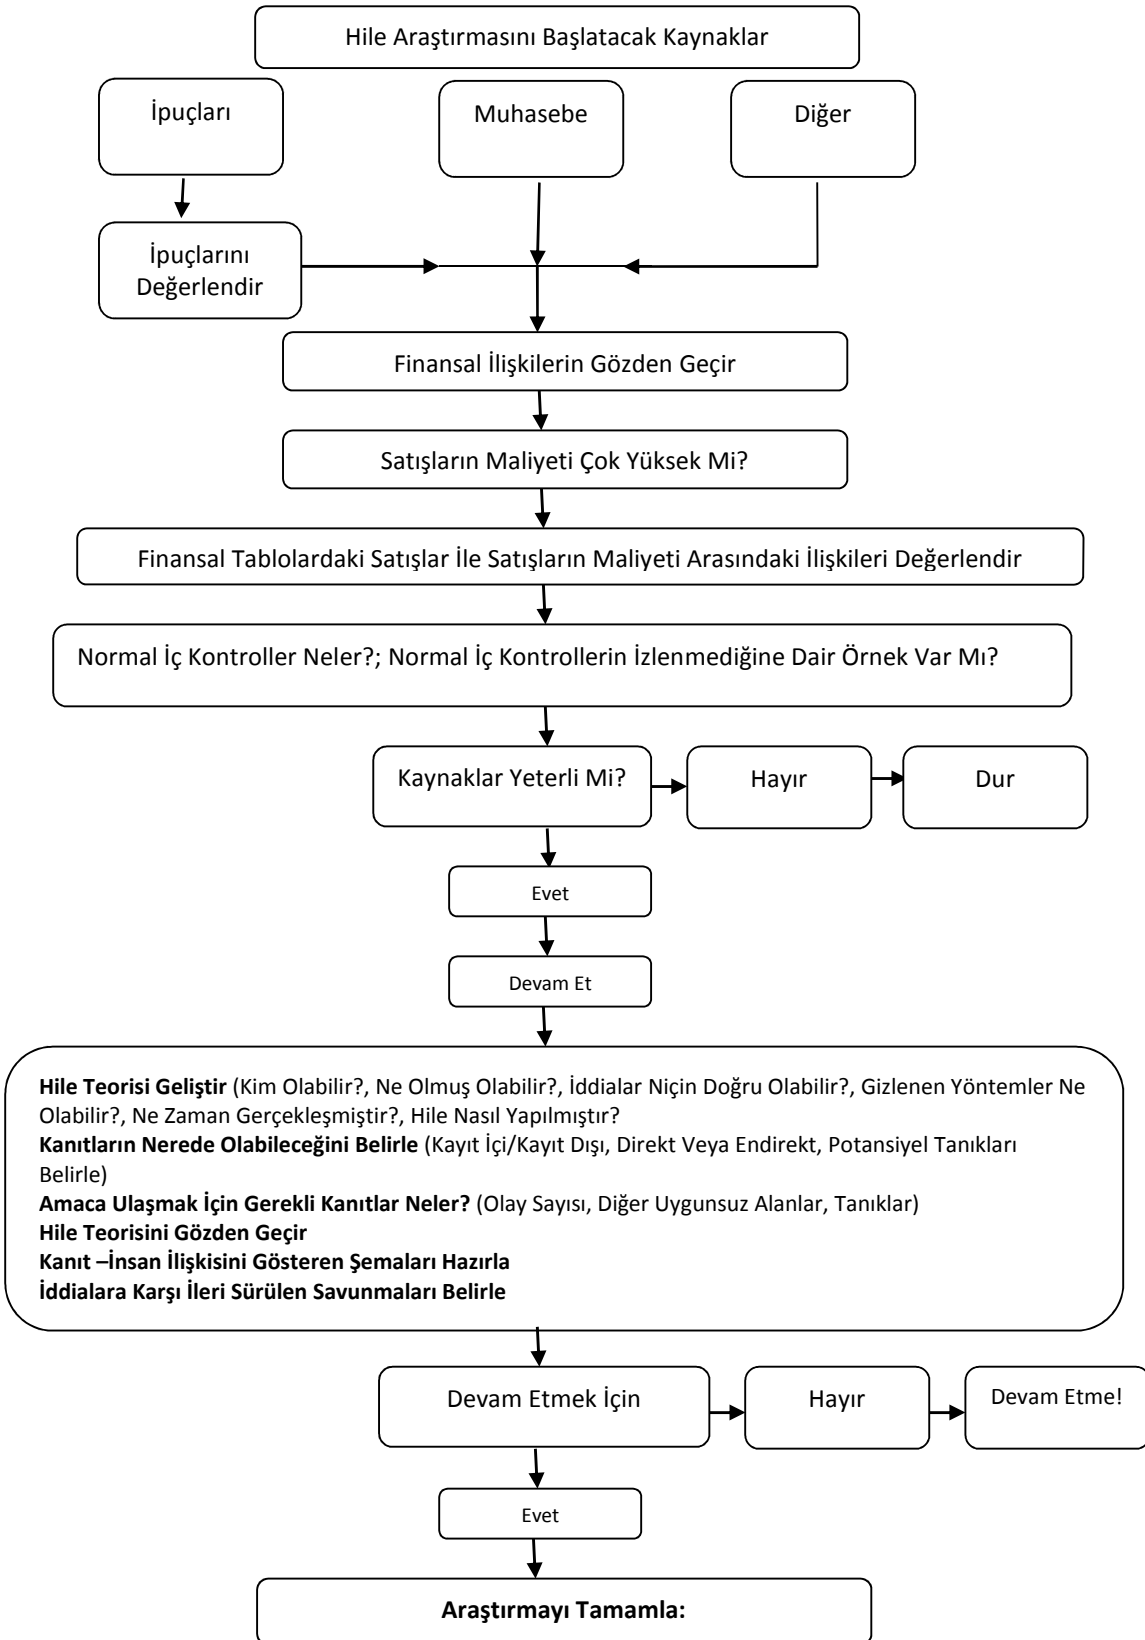 Hile Araştırmasını Başlatacak Kaynaklar
İpuçları
Muhasebe
Diğer
İpuçlarını
Değerlendir
Finansal İlişkilerin Gözden Geçir
Satışların Maliyeti Çok Yüksek Mi?
Finansal Tablolardaki Satışlar İle Satışların Maliyeti Arasındaki İlişkileri Değerlendir
Normal İç Kontroller Neler?; Normal İç Kontrollerin İzlenmediğine Dair Örnek Var Mı?
Kaynaklar Yeterli Mi?
Hayır
Dur
Evet
Devam Et
Hile Teorisi Geliştir (Kim Olabilir?, Ne Olmuş Olabilir?, İddialar Niçin Doğru Olabilir?, Gizlenen Yöntemler Ne
Olabilir?, Ne Zaman Gerçekleşmiştir?, Hile Nasıl Yapılmıştır?
Kanıtların Nerede Olabileceğini Belirle (Kayıt İçi/Kayıt Dışı, Direkt Veya Endirekt, Potansiyel Tanıkları
Belirle)
Amaca Ulaşmak İçin Gerekli Kanıtlar Neler? (Olay Sayısı, Diğer Uygunsuz Alanlar, Tanıklar)
Hile Teorisini Gözden Geçir
Kanıt –İnsan İlişkisini Gösteren Şemaları Hazırla
İddialara Karşı İleri Sürülen Savunmaları Belirle
Devam Etmek İçin
Hayır
Devam Etme!
Evet
Araştırmayı Tamamla: